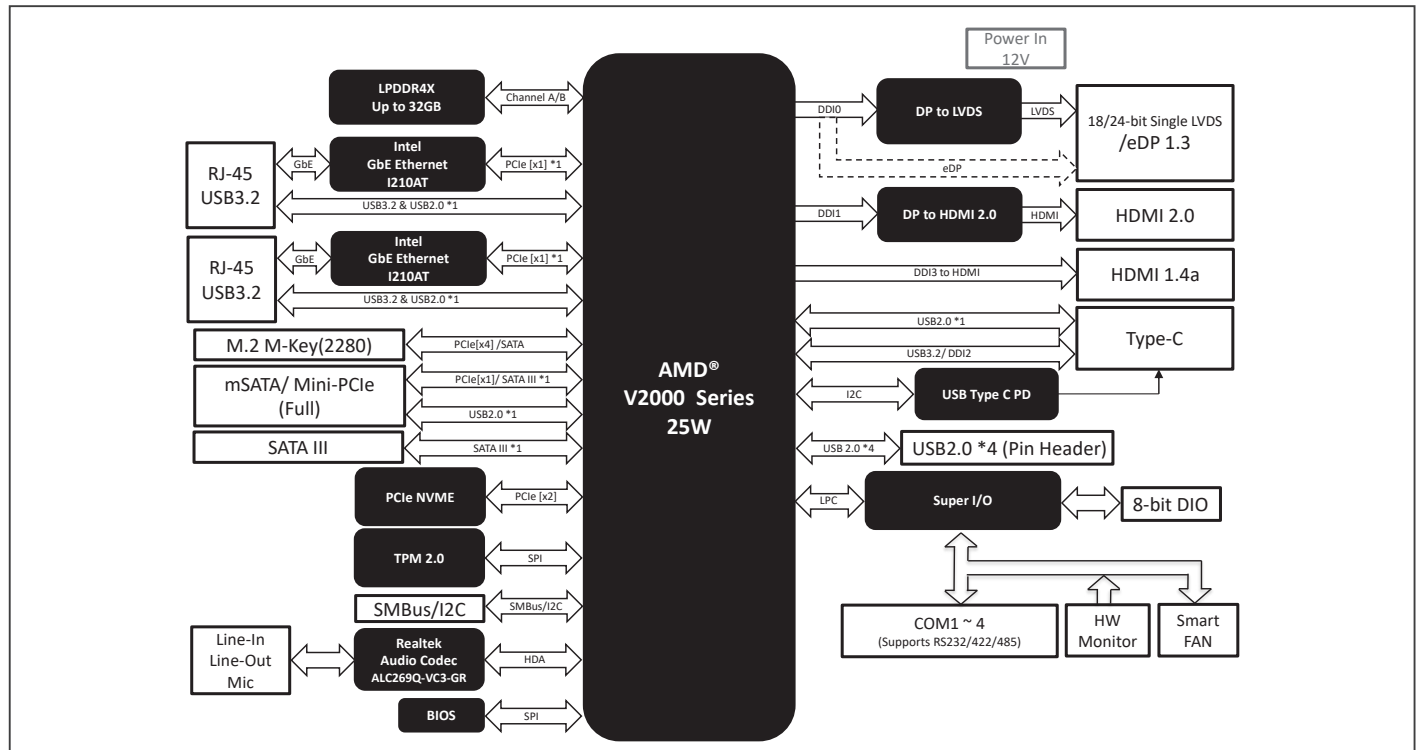 Power In
12V
LPDDR4X
Up to 32GB
Channel A/B
RJ-45
USB3.2
GbE
Intel
GbE Ethernet
I210AT
PCIe [x1] *1
USB3.2 & USB2.0 *1
RJ-45
USB3.2
GbE
Intel
GbE Ethernet
I210AT
PCIe [x1] *1
USB3.2 & USB2.0 *1
M.2 M-Key(2280)
PCIe[x4] /SATA
mSATA/ Mini-PCIe
(Full)
PCIe[x1]/ SATA III *1
USB2.0 *1
SATA III
SATA III *1
PCIe NVME
PCIe [x2]
TPM 2.0
SPI
SMBus/I2C
SMBus/I2C
Line-In
Line-Out
Mic
Realtek
Audio Codec
ALC269Q-VC3-GR
HDA
BIOS
SPI
AMD®
V2000 Series
25W
DDI0
DP to LVDS
LVDS
18/24-bit Single LVDS
/eDP 1.3
eDP
DDI1
DP to HDMI 2.0
HDMI
HDMI 2.0
DDI3 to HDMI
HDMI 1.4a
USB2.0 *1
Type-C
USB3.2/ DDI2
I2C
USB Type C PD
USB 2.0 *4
USB2.0 *4 (Pin Header)
LPC
Super I/O
8-bit DIO
COM1 ~ 4
(Supports RS232/422/485)
HW
Monitor
Smart
FAN